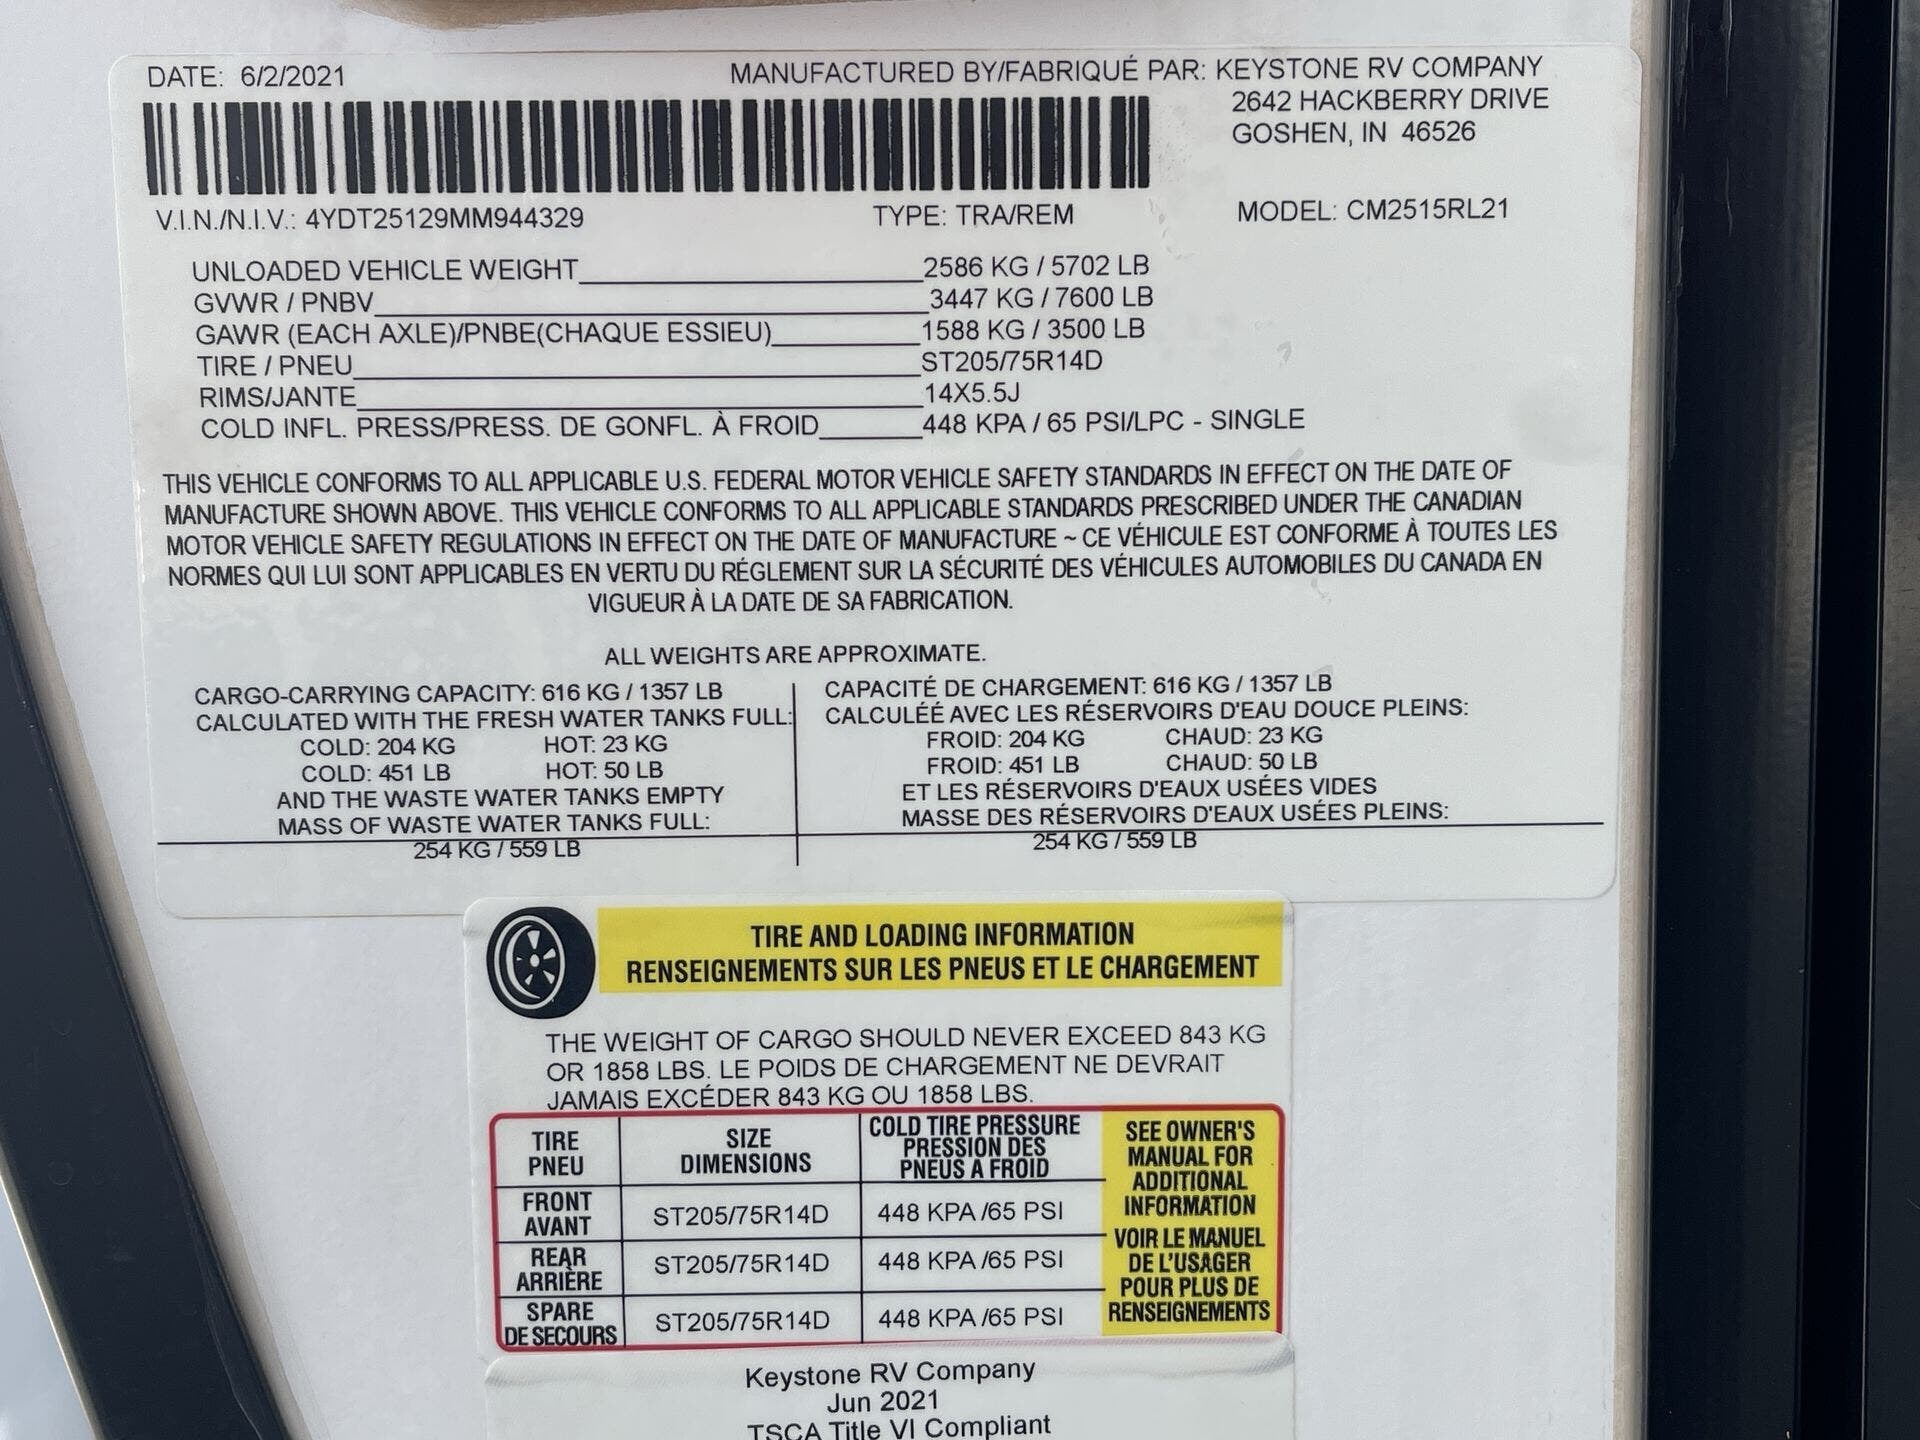 DATE: 6/2/2021
MANUFACTURED BY/FABRIQUÉ PAR: KEYSTONE RV COMPANY
2642 HACKBERRY DRIVE
GOSHEN, IN 46526
V.I.N./N.I.V.: 4YDT25129MM944329 TYPE: TRA/REM MODEL: CM2515RL21
UNLOADED VEHICLE WEIGHT 2586 KG / 5702 LB
GVWR / PNBV 3447 KG / 7600 LB
GAWR (EACH AXLE)/PNBE(CHAQUE ESSIEU) 1588 KG / 3500 LB
TIRE / PNEU ST205/75R14D
RIMS/JANTE 14X5.5J
COLD INFL. PRESS/PRESS. DE GONFL. À FROID 448 KPA / 65 PSI/LPC - SINGLE
THIS VEHICLE CONFORMS TO ALL APPLICABLE U.S. FEDERAL MOTOR VEHICLE SAFETY STANDARDS IN EFFECT ON THE DATE OF
MANUFACTURE SHOWN ABOVE. THIS VEHICLE CONFORMS TO ALL APPLICABLE STANDARDS PRESCRIBED UNDER THE CANADIAN
MOTOR VEHICLE SAFETY REGULATIONS IN EFFECT ON THE DATE OF MANUFACTURE ~ CE VÉHICULE EST CONFORME À TOUTES LES
NORMES QUI LUI SONT APPLICABLES EN VERTU DU RÉGLEMENT SUR LA SÉCURITÉ DES VÉHICULES AUTOMOBILES DU CANADA EN
VIGUEUR À LA DATE DE SA FABRICATION.
ALL WEIGHTS ARE APPROXIMATE.
CARGO-CARRYING CAPACITY: 616 KG / 1357 LB
CALCULATED WITH THE FRESH WATER TANKS FULL:
COLD: 204 KG HOT: 23 KG
COLD: 451 LB HOT: 50 LB
AND THE WASTE WATER TANKS EMPTY
MASS OF WASTE WATER TANKS FULL:
254 KG / 559 LB
CAPACITÉ DE CHARGEMENT: 616 KG / 1357 LB
CALCULÉÉ AVEC LES RÉSERVOIRS D'EAU DOUCE PLEINS:
FROID: 204 KG CHAUD: 23 KG
FROID: 451 LB CHAUD: 50 LB
ET LES RÉSERVOIRS D'EAUX USÉES VIDES
MASSE DES RÉSERVOIRS D'EAUX USÉES PLEINS:
254 KG / 559 LB
TIRE AND LOADING INFORMATION
RENSEIGNEMENTS SUR LES PNEUS ET LE CHARGEMENT
THE WEIGHT OF CARGO SHOULD NEVER EXCEED 843 KG
OR 1858 LBS. LE POIDS DE CHARGEMENT NE DEVRAIT
JAMAIS EXCÉDER 843 KG OU 1858 LBS.
TIRE
PNEU
SIZE
DIMENSIONS
COLD TIRE PRESSURE
PRESSION DES
PNEUS A FROID
FRONT
AVANT
ST205/75R14D
448 KPA /65 PSI
REAR
ARRIÈRE
ST205/75R14D
448 KPA /65 PSI
SPARE
DE SECOURS
ST205/75R14D
448 KPA /65 PSI
SEE OWNER'S
MANUAL FOR
ADDITIONAL
INFORMATION
VOIR LE MANUEL
DE L'USAGER
POUR PLUS DE
RENSEIGNEMENTS
Keystone RV Company
Jun 2021
TSCA Title VI Compliant